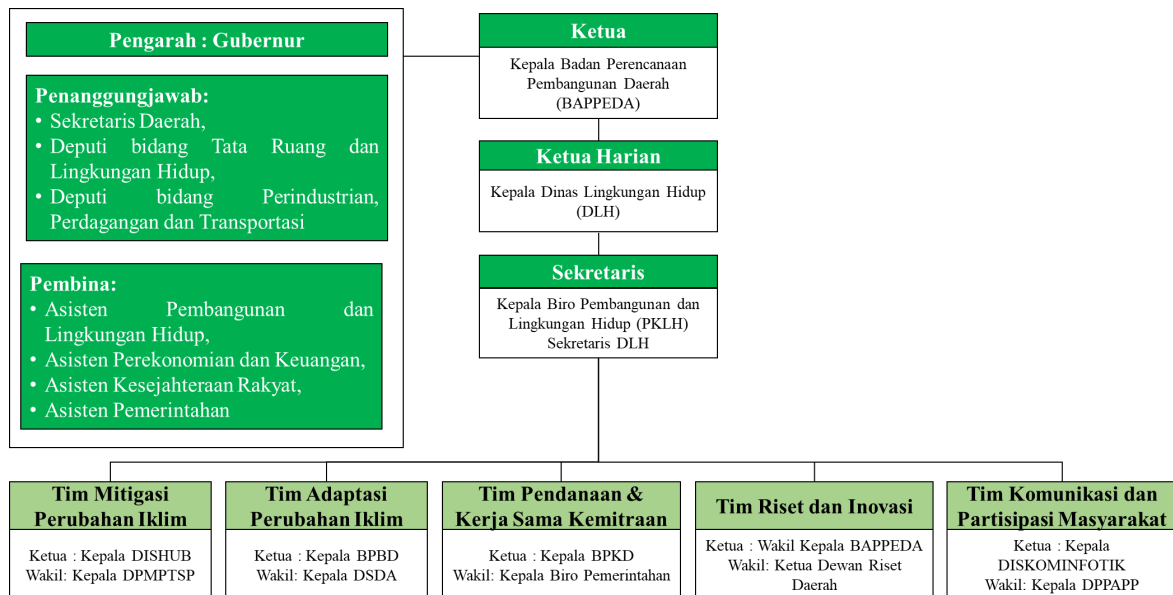 Pengarah : Gubernur
Penanggungjawab:
• Sekretaris Daerah,
• Deputi bidang Tata Ruang dan
Lingkungan Hidup,
• Deputi bidang Perindustrian,
Perdagangan dan Transportasi
Pembina:
• Asisten Pembangunan dan
Lingkungan Hidup,
• Asisten Perekonomian dan Keuangan,
• Asisten Kesejahteraan Rakyat,
• Asisten Pemerintahan
Ketua
Kepala Badan Perencanaan
Pembangunan Daerah
(BAPPEDA)
Ketua Harian
Kepala Dinas Lingkungan Hidup
(DLH)
Sekretaris
Kepala Biro Pembangunan dan
Lingkungan Hidup (PKLH)
Sekretaris DLH
Tim Mitigasi
Perubahan Iklim
Ketua : Kepala DISHUB
Wakil: Kepala DPMPTSP
Tim Adaptasi
Perubahan Iklim
Ketua : Kepala BPBD
Wakil: Kepala DSDA
Tim Pendanaan &
Kerja Sama Kemitraan
Ketua : Kepala BPKD
Wakil: Kepala Biro Pemerintahan
Tim Riset dan Inovasi
Ketua : Wakil Kepala BAPPEDA
Wakil: Ketua Dewan Riset
Daerah
Tim Komunikasi dan
Partisipasi Masyarakat
Ketua : Kepala
DISKOMINFOTIK
Wakil: Kepala DPPAPP